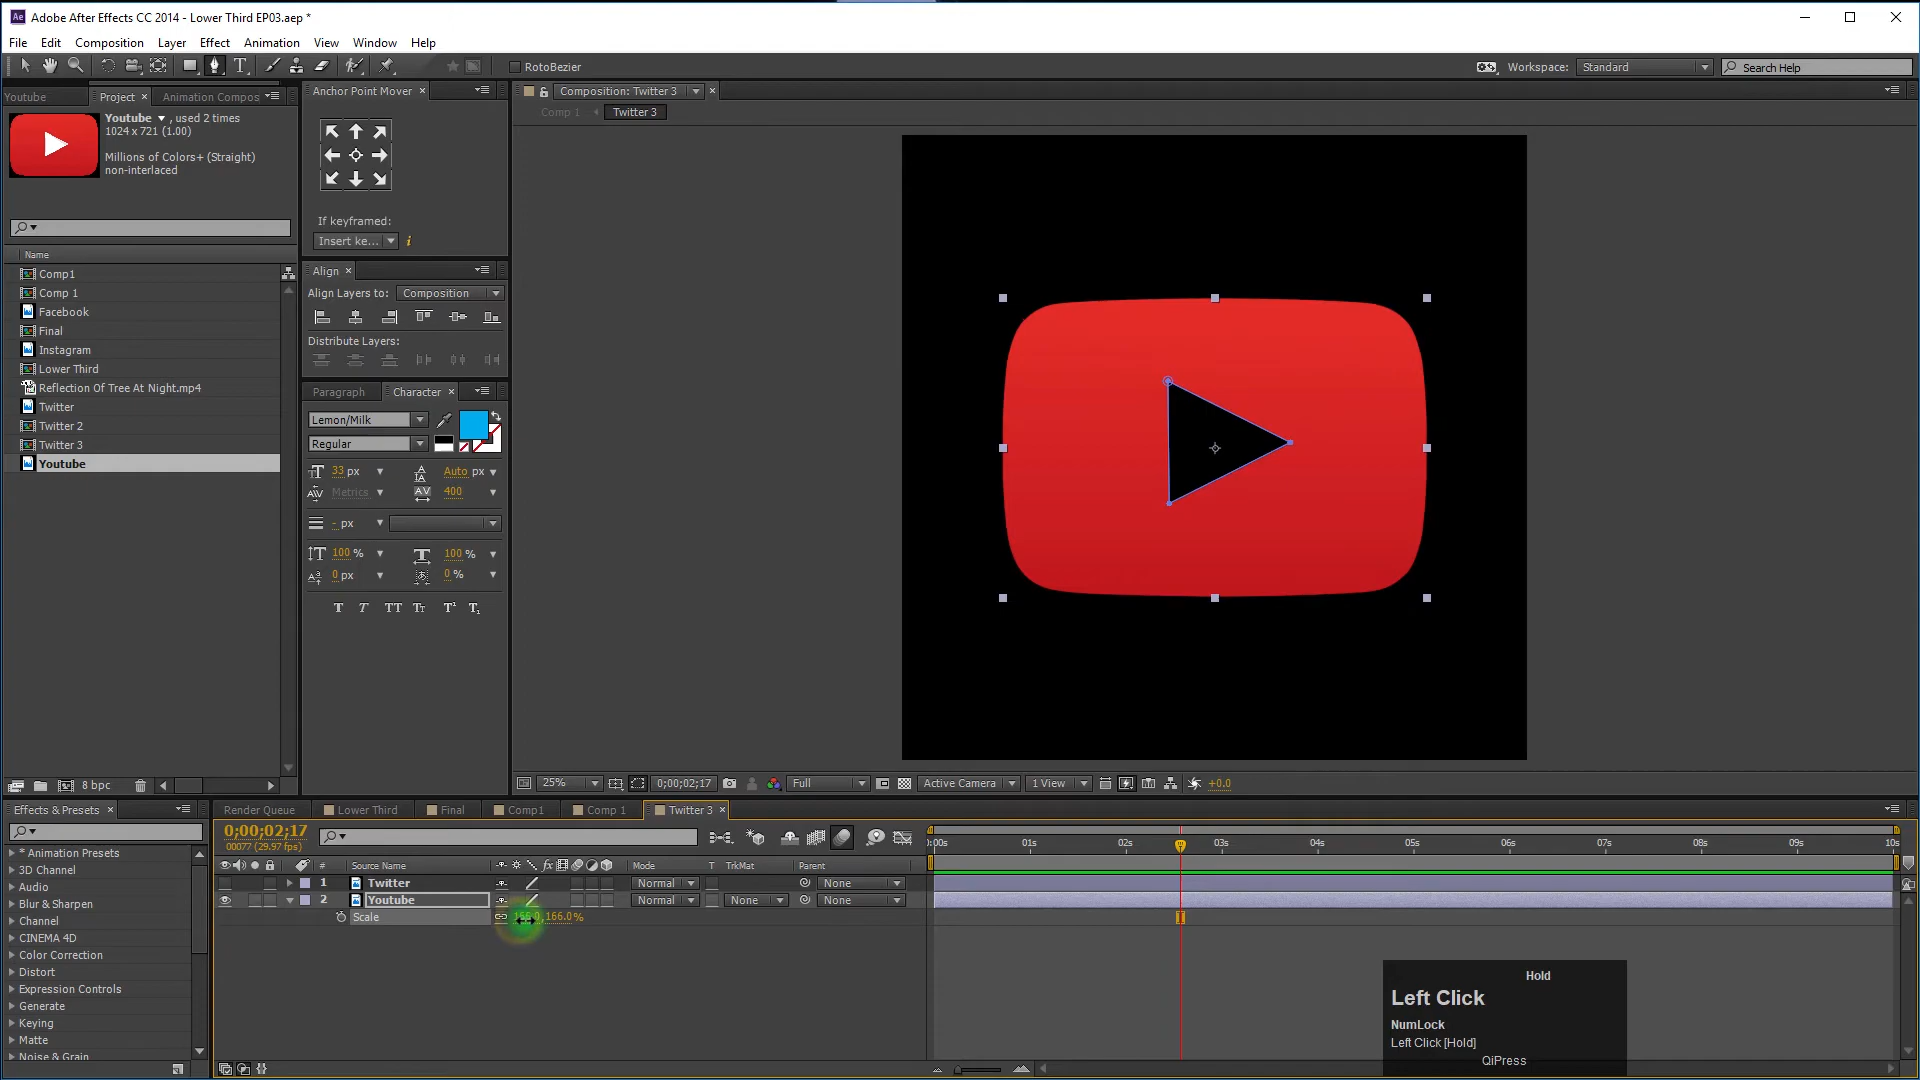 Adobe After Effects CC 2014 - Lower Third EP03.aep *
File Edit Composition Layer Effect Animation View Window Help
RotoBezier
Workspace: Standard
Search Help
Youtube
Project
Animation Compos
Youtube , used 2 times
1024 x 721 (1.00)
Millions of Colors+ (Straight)
non-interlaced
Name
Comp1
Comp 1
Facebook
Final
Instagram
Lower Third
Reflection Of Tree At Night.mp4
Twitter
Twitter 2
Twitter 3
Youtube
8 bpc
Anchor Point Mover
If keyframed:
Insert ke...
Align
Align Layers to: Composition
Distribute Layers:
Paragraph
Character
Lemon/Milk
Regular
33 px
Auto px
Metrics
400
- px
100 %
100 %
0 px
0 %
Composition: Twitter 3
Comp 1
Twitter 3
25%
0;00;02;17
Full
Active Camera
1 View
+0.0
Effects & Presets
* Animation Presets
3D Channel
Audio
Blur & Sharpen
Channel
CINEMA 4D
Color Correction
Distort
Expression Controls
Generate
Keying
Matte
Noise & Grain
Render Queue
Lower Third
Final
Comp1
Comp 1
Twitter 3
0;00;02;17
00077 (29.97 fps)
# Source Name Mode T TrkMat Parent
1 Twitter Normal None
2 Youtube Normal None None
Scale 166.0%
:00s 01s 02s 03s 04s 05s 06s 07s 08s 09s 10s
Hold
Left Click
NumLock
Left Click [Hold]
QiPress